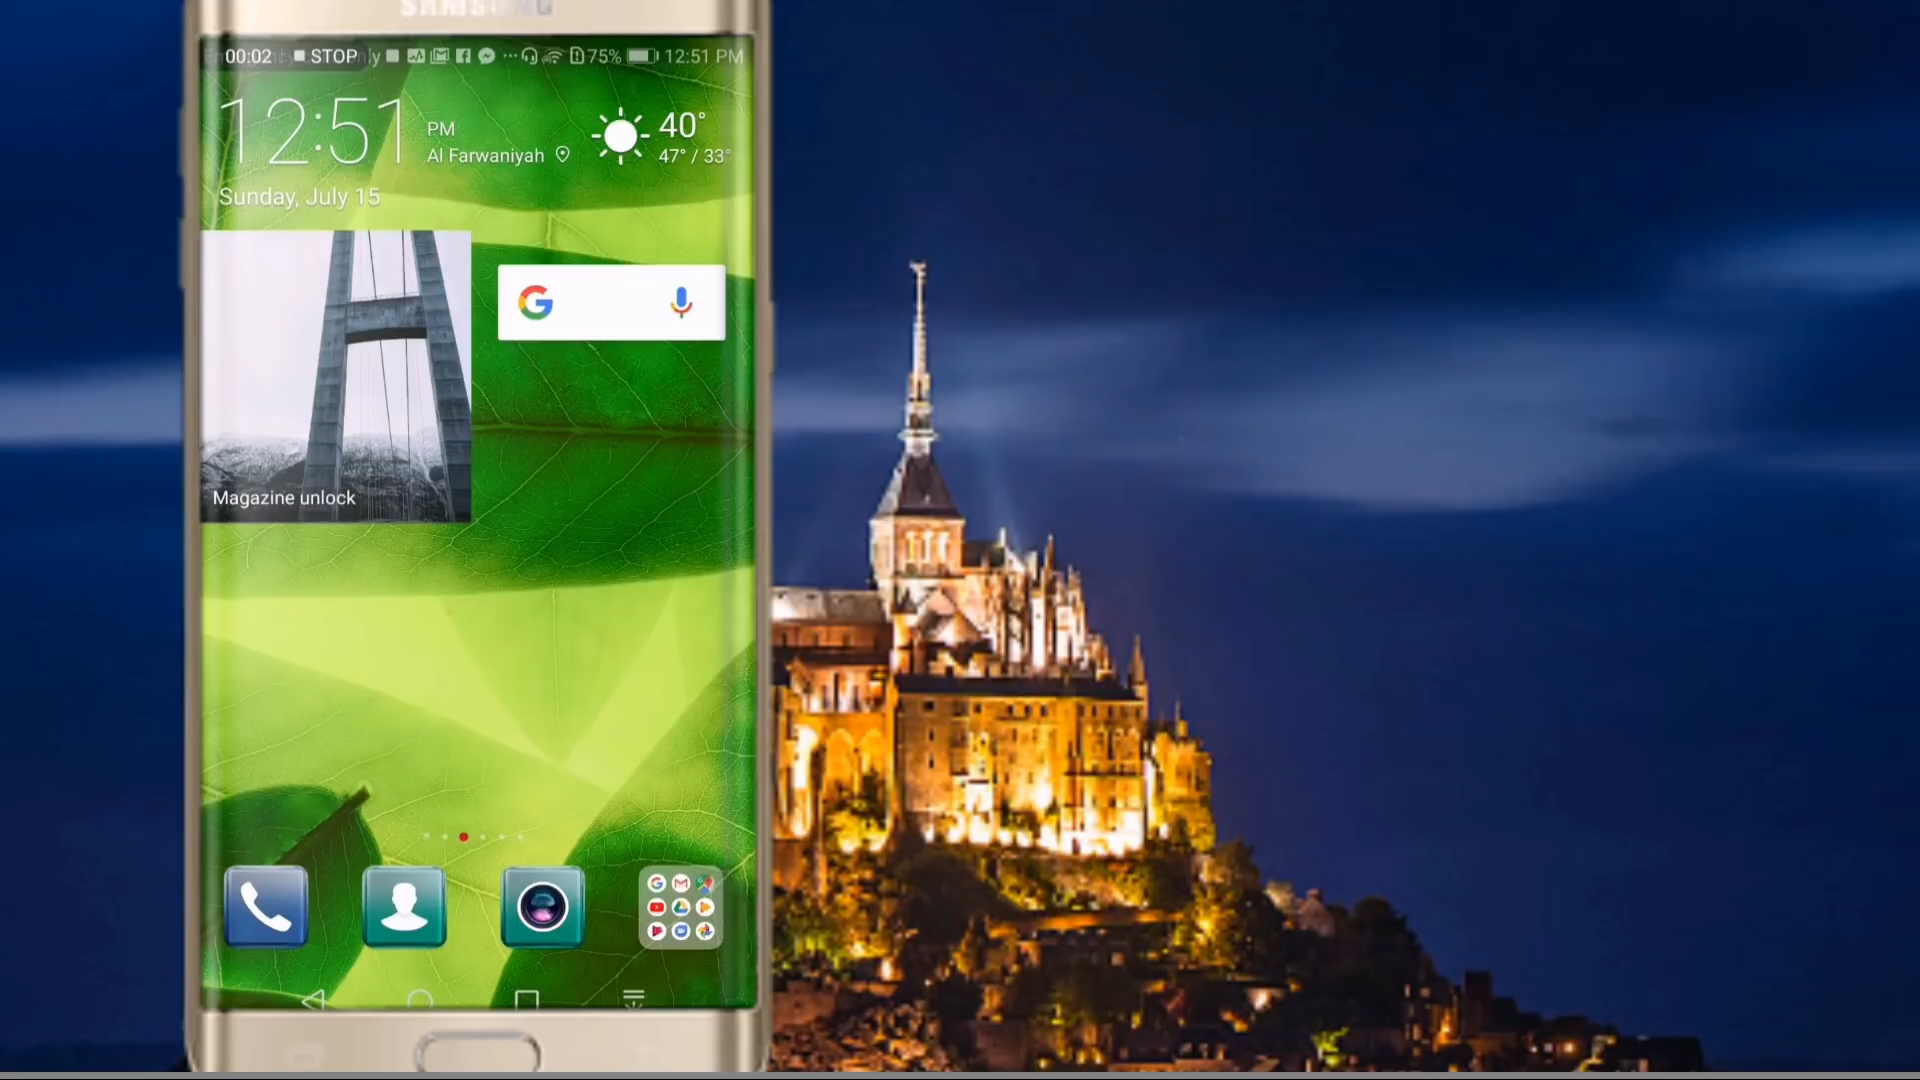 SAMSUNG
00:02 STOP 75% 12:51 PM
12:51 PM
40°
Al Farwaniyah
47° / 33°
Sunday, July 15
Magazine unlock